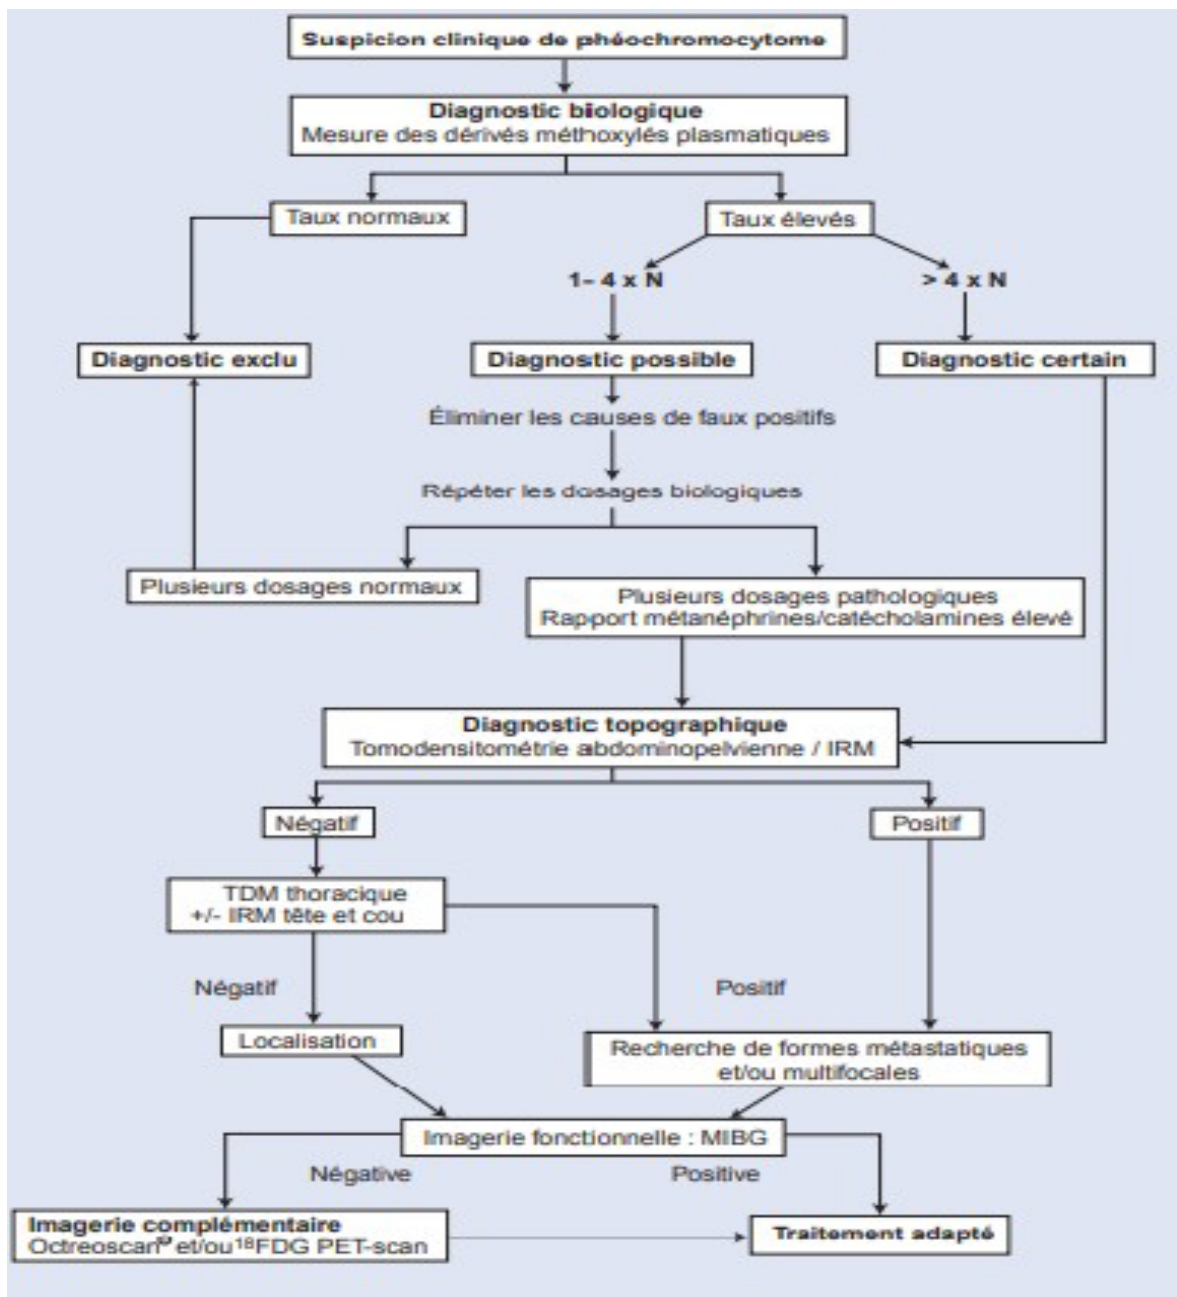 Suspicion clinique de phéochromocytome
Diagnostic biologique
Mesure des dérivés méthoxylés plasmatiques
Taux normaux
Taux élevés
1- 4 x N
> 4 x N
Diagnostic exclu
Diagnostic possible
Diagnostic certain
Éliminer les causes de faux positifs
Répéter les dosages biologiques
Plusieurs dosages normaux
Plusieurs dosages pathologiques
Rapport métanéphrines/catécholamines élevé
Diagnostic topographique
Tomodensitométrie abdominopelvienne / IRM
Négatif
Positif
TDM thoracique
+/- IRM tête et cou
Négatif
Positif
Localisation
Recherche de formes métastatiques
et/ou multifocales
Imagerie fonctionnelle : MIBG
Négative
Positive
Imagerie complémentaire
Octreoscan® et/ou ¹⁸FDG PET-scan
Traitement adapté